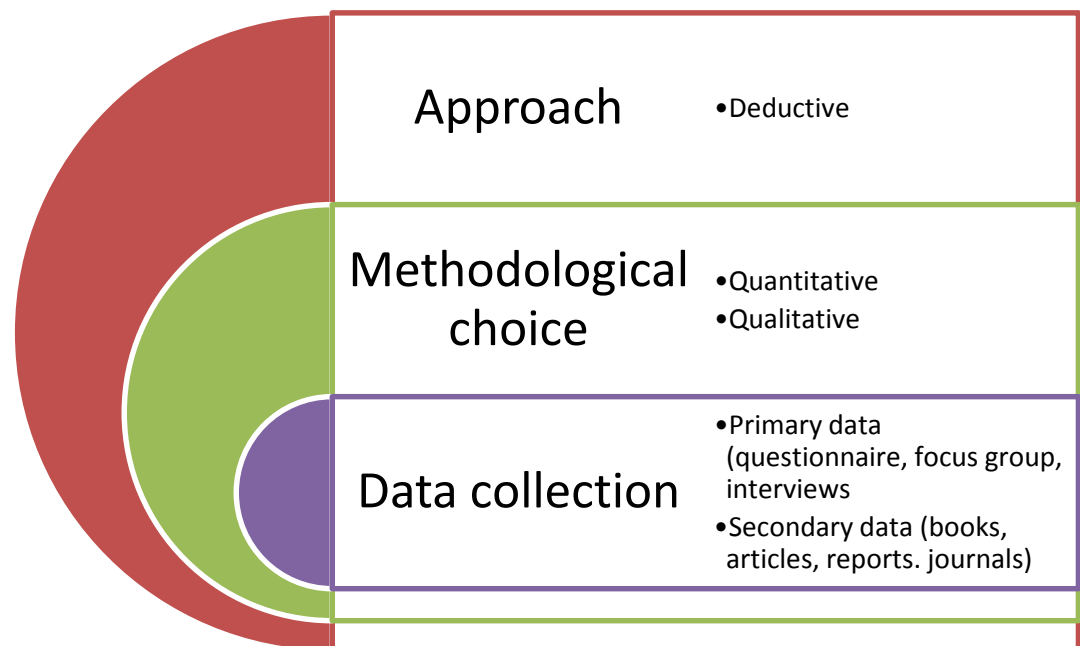 Approach
•Deductive
Methodological
choice
•Quantitative
•Qualitative
Data collection
•Primary data
(questionnaire, focus group,
interviews
•Secondary data (books,
articles, reports. journals)